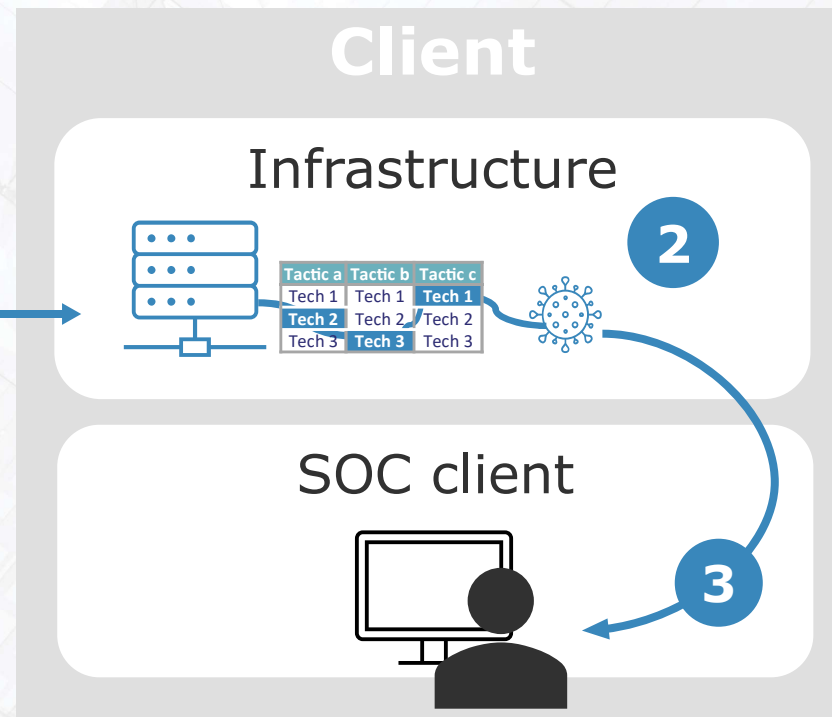 Client
Infrastructure
2
Tactic a Tactic b Tactic c
Tech 1 Tech 1 Tech 1
Tech 2 Tech 2 Tech 2
Tech 3 Tech 3 Tech 3
SOC client
3